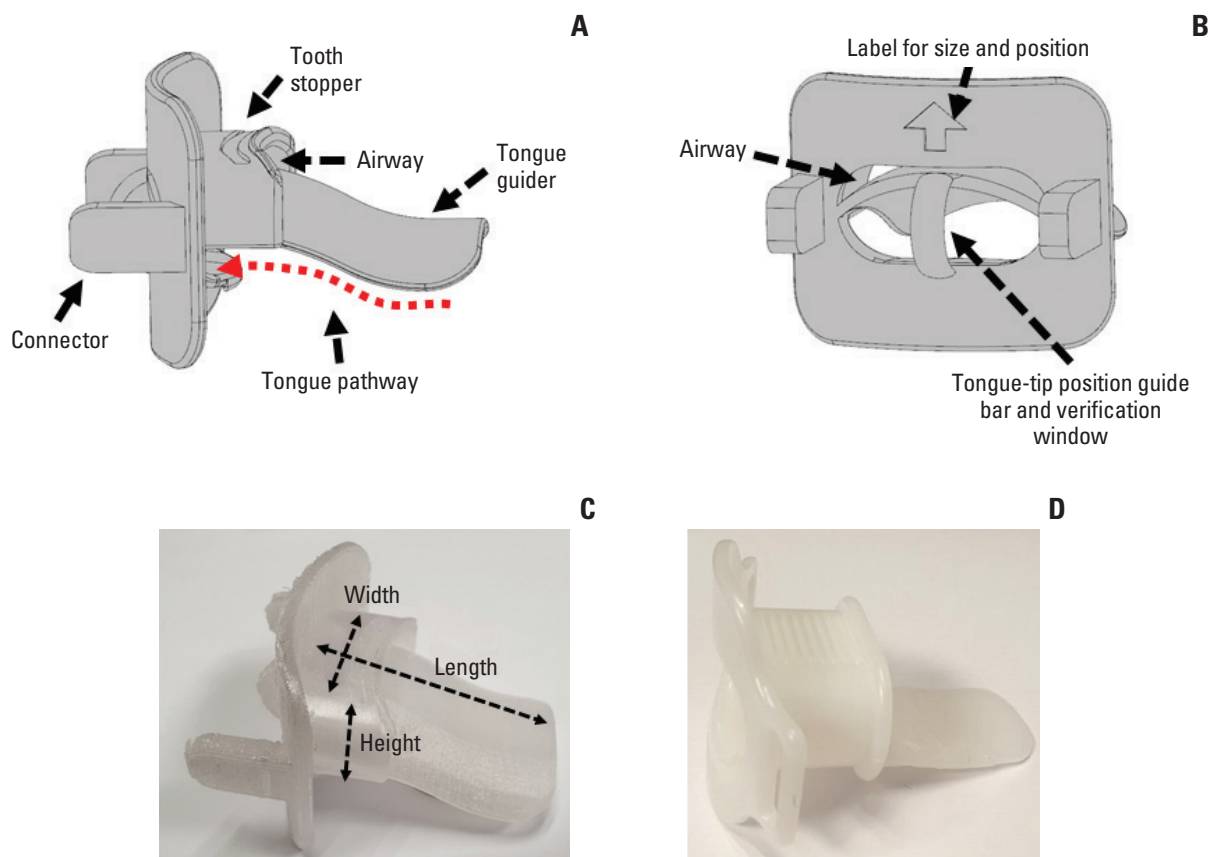 A
Tooth
stopper
Airway
Tongue
guider
Connector
Tongue pathway
B
Label for size and position
Airway
Tongue-tip position guide
bar and verification
window
C
Width
Length
Height
D